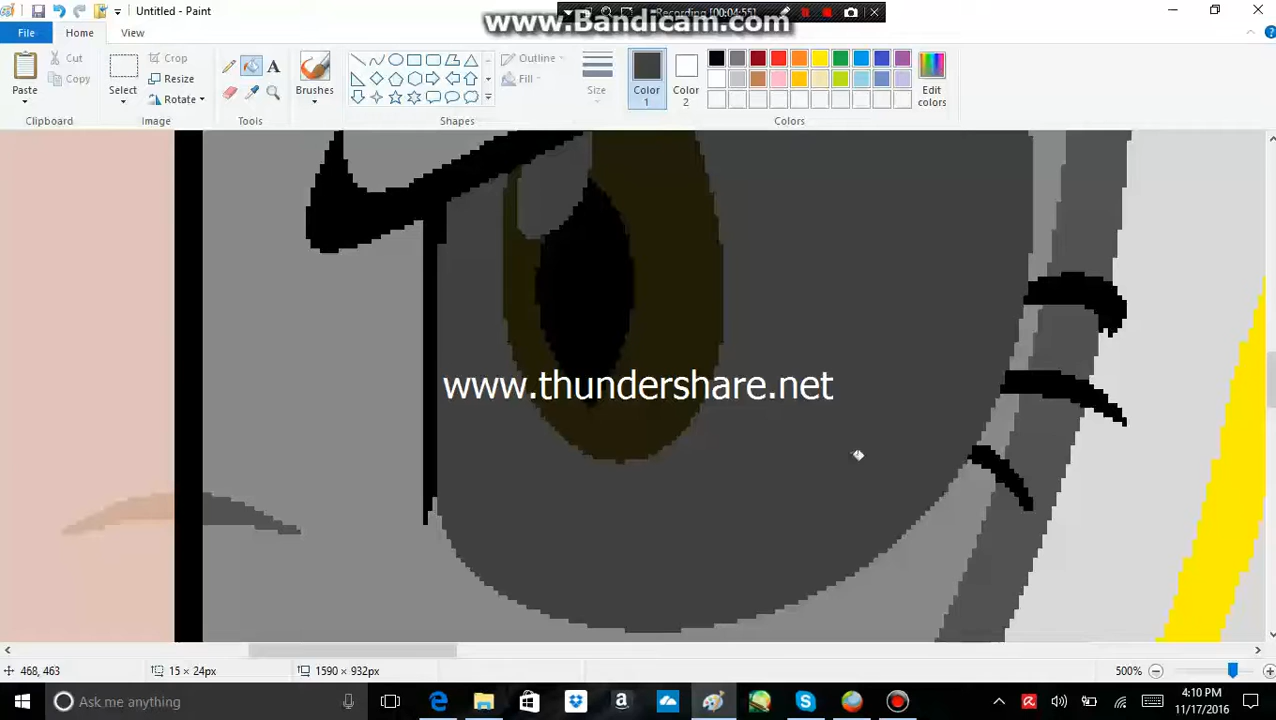 Untitled - Paint
www.Bandicam.com
Recording [00:04:55]
File
Home
View
Paste
Cut
Copy
Clipboard
Select
Crop
Resize
Rotate
Image
Tools
Brushes
Shapes
Outline
Fill
Size
Color 1
Color 2
Edit colors
Colors
www.thundershare.net
468, 463
15 × 24px
1590 × 932px
500%
Ask me anything
4:10 PM
11/17/2016